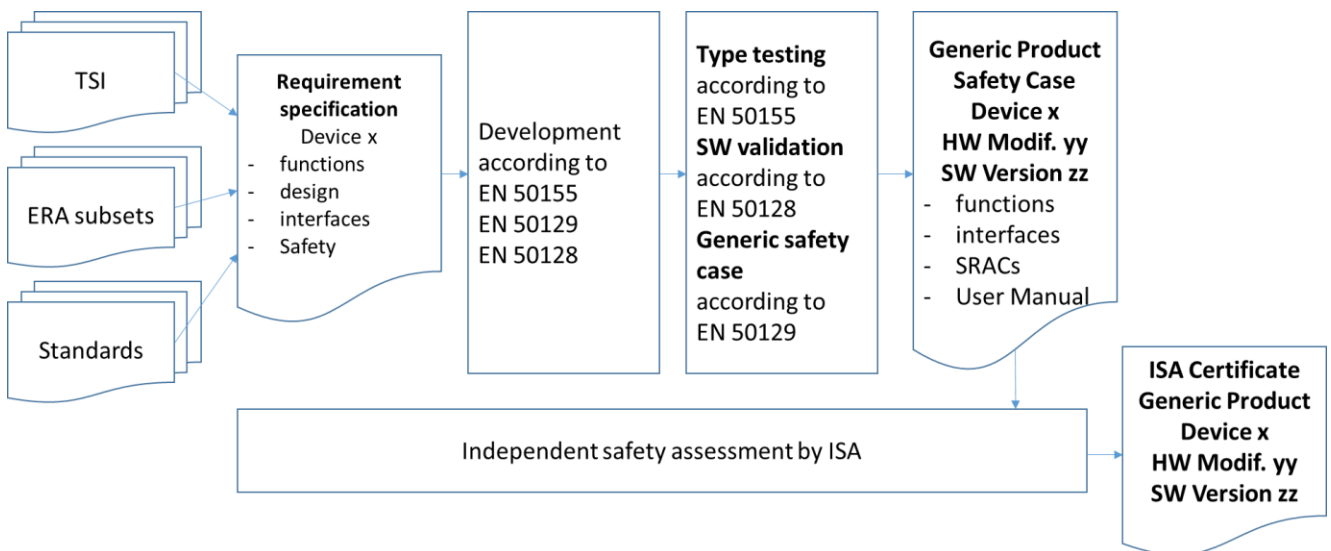 TSI
ERA subsets
Standards
Requirement
specification
Device x
- functions
- design
- interfaces
- Safety
Development
according to
EN 50155
EN 50129
EN 50128
Type testing
according to
EN 50155
SW validation
according to
EN 50128
Generic safety
case
according to
EN 50129
Generic Product
Safety Case
Device x
HW Modif. yy
SW Version zz
- functions
- interfaces
- SRACs
- User Manual
Independent safety assessment by ISA
ISA Certificate
Generic Product
Device x
HW Modif. yy
SW Version zz